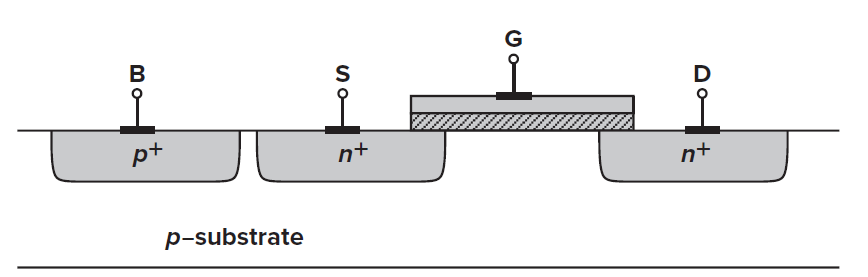 G
B S D
p+ n+ n+
p–substrate